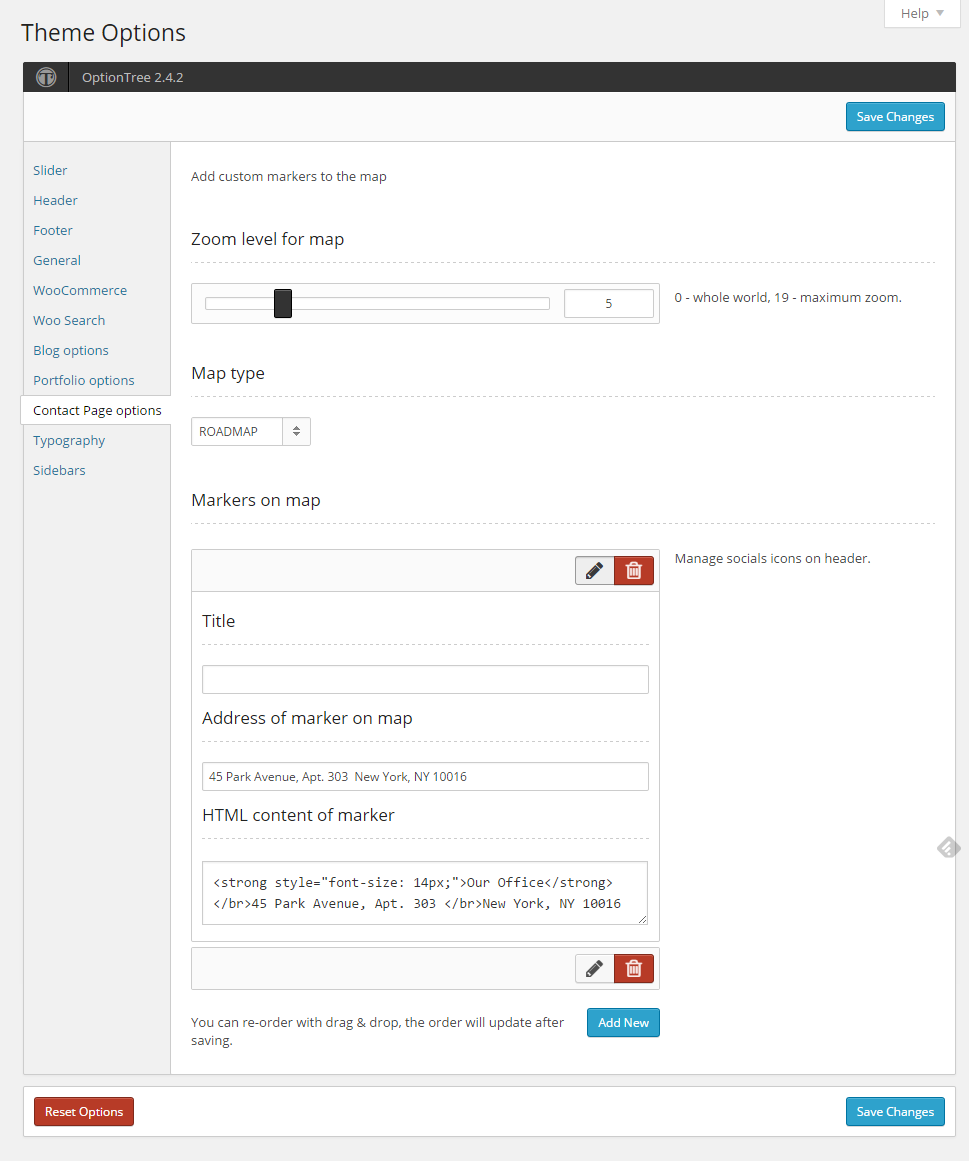 Help
Theme Options
OptionTree 2.4.2
Save Changes
Slider
Header
Footer
General
WooCommerce
Woo Search
Blog options
Portfolio options
Contact Page options
Typography
Sidebars
Add custom markers to the map
Zoom level for map
5
0 - whole world, 19 - maximum zoom.
Map type
ROADMAP
Markers on map
Manage socials icons on header.
Title
Address of marker on map
45 Park Avenue, Apt. 303  New York, NY 10016
HTML content of marker
<strong style="font-size: 14px;">Our Office</strong>
</br>45 Park Avenue, Apt. 303 </br>New York, NY 10016
You can re-order with drag & drop, the order will update after
saving.
Add New
Reset Options
Save Changes